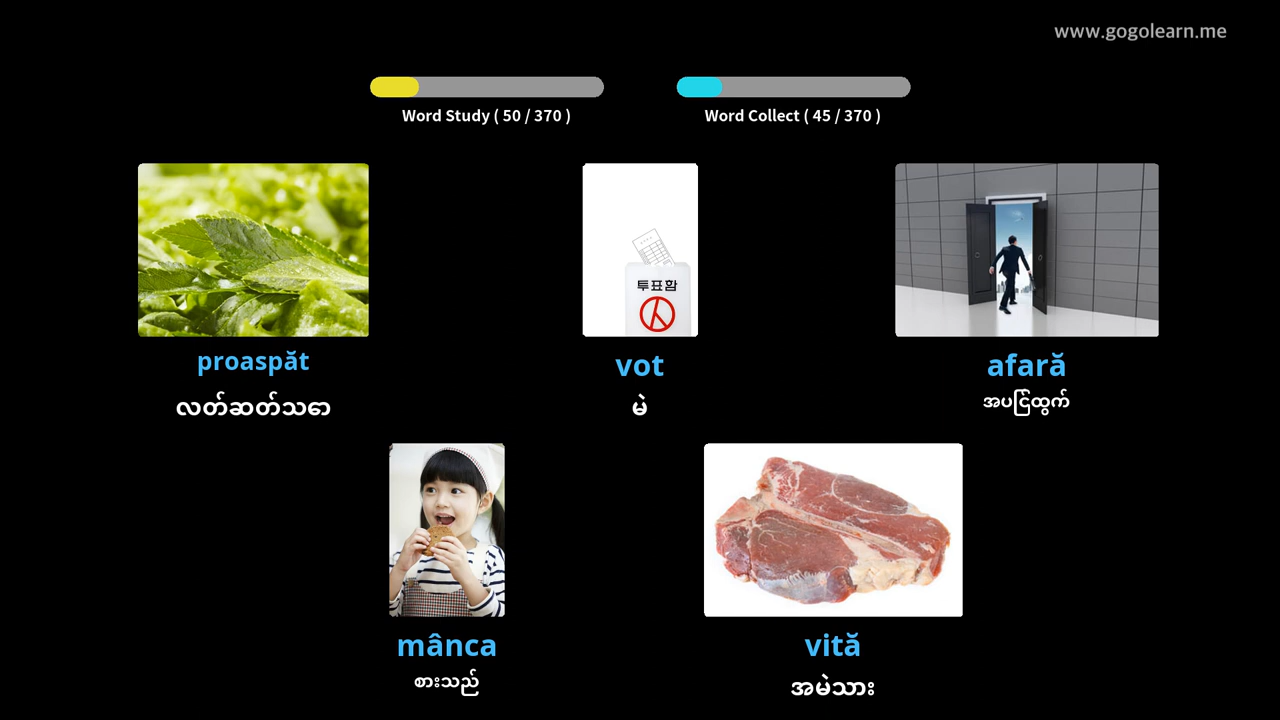 www.gogolearn.me
Word Study ( 50 / 370 )
Word Collect ( 45 / 370 )
투표함
proaspăt
လတ်ဆတ်သော
vot
မဲ
afară
အပြင်ထွက်
mânca
စားသည်
vită
အမဲသား